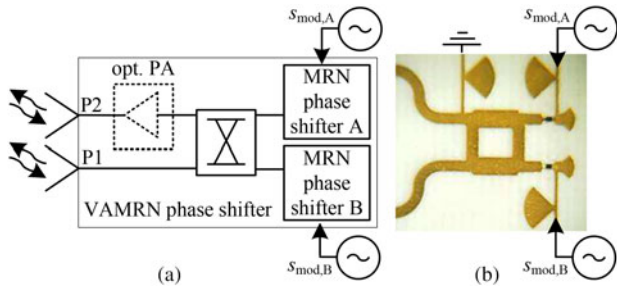 s_mod,A
s_mod,A
opt. PA
P2
MRN
phase
shifter A
P1
MRN
phase
shifter B
VAMRN phase shifter
s_mod,B
s_mod,B
(a)
(b)